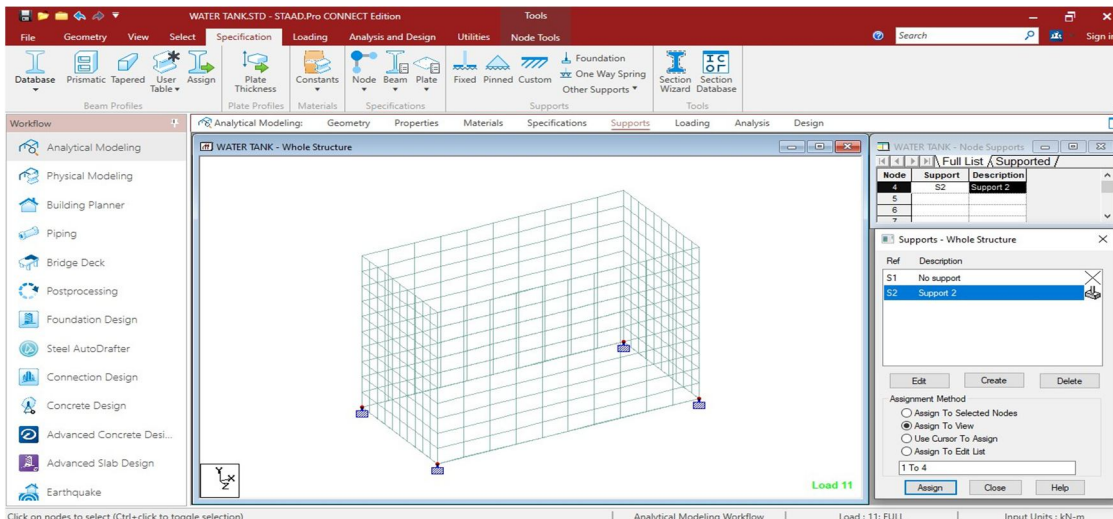 WATER TANK.STD - STAAD.Pro CONNECT Edition
Tools
File Geometry View Select Specification Loading Analysis and Design Utilities Node Tools
Search
Sign in
Database Prismatic Tapered User Table Assign
Plate Thickness
Constants
Node Beam Plate
Fixed Pinned Custom
Foundation
One Way Spring
Other Supports
Section Wizard
Section Database
Beam Profiles Plate Profiles Materials Specifications Supports Tools
Workflow
Analytical Modeling: Geometry Properties Materials Specifications Supports Loading Analysis Design
Analytical Modeling
Physical Modeling
Building Planner
Piping
Bridge Deck
Postprocessing
Foundation Design
Steel AutoDrafter
Connection Design
Concrete Design
Advanced Concrete Desi...
Advanced Slab Design
Earthquake
WATER TANK - Whole Structure
Y
X
Z
Load 11
WATER TANK - Node Supports
Full List Supported
Node Support Description
4 S2 Support 2
5
6
7
Supports - Whole Structure
Ref Description
S1 No support
S2 Support 2
Edit Create Delete
Assignment Method
Assign To Selected Nodes
Assign To View
Use Cursor To Assign
Assign To Edit List
1 To 4
Assign Close Help
Click on nodes to select (Ctrl+click to toggle selection)
Analytical Modeling Workflow
Load : 11: FULL
Input Units : kN-m